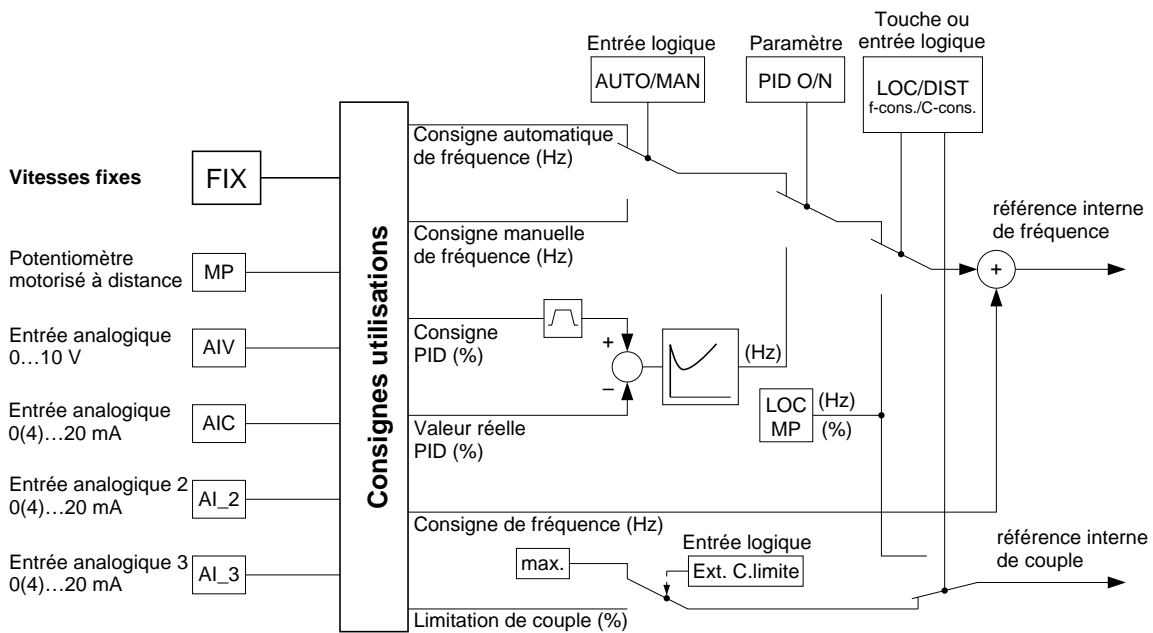 Touche ou
entrée logique
Entrée logique
Paramètre
AUTO/MAN
PID O/N
LOC/DIST
f-cons./C-cons.
Consigne automatique
de fréquence (Hz)
Vitesses fixes
FIX
référence interne
de fréquence
Consigne manuelle
de fréquence (Hz)
Potentiomètre
motorisé à distance
MP
+
Consignes utilisations
Entrée analogique
0…10 V
AIV
Consigne
PID (%)
+
–
(Hz)
Entrée analogique
0(4)…20 mA
AIC
LOC
MP
(Hz)
(%)
Valeur réelle
PID (%)
Entrée analogique 2
0(4)…20 mA
AI_2
Consigne de fréquence (Hz)
référence interne
de couple
Entrée logique
Entrée analogique 3
0(4)…20 mA
AI_3
max.
Ext. C.limite
Limitation de couple (%)